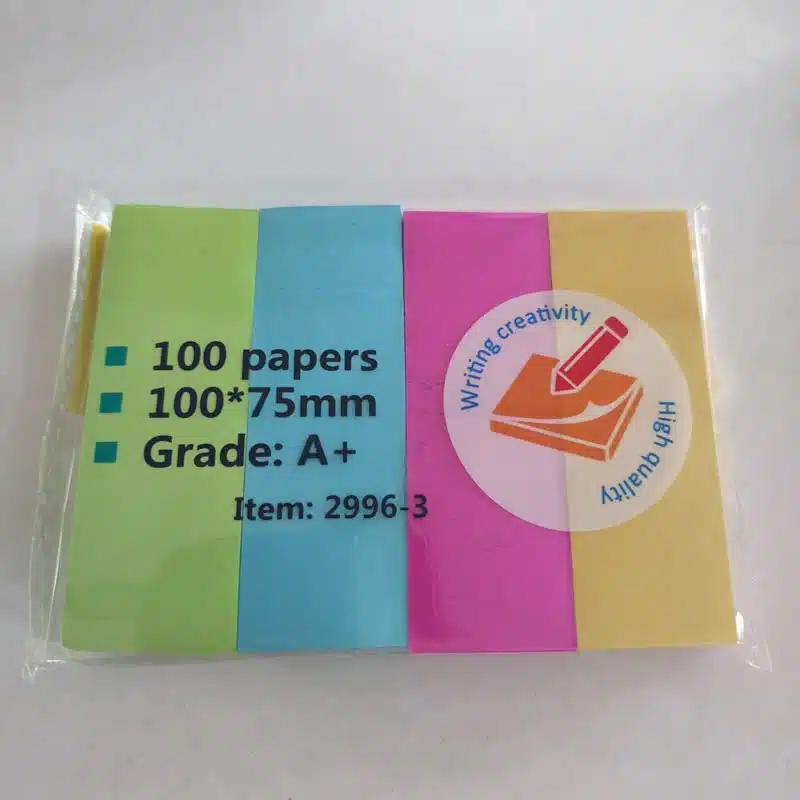 100 papers
100*75mm
Grade: A+
Item: 2996-3
Writing creativity
High quality